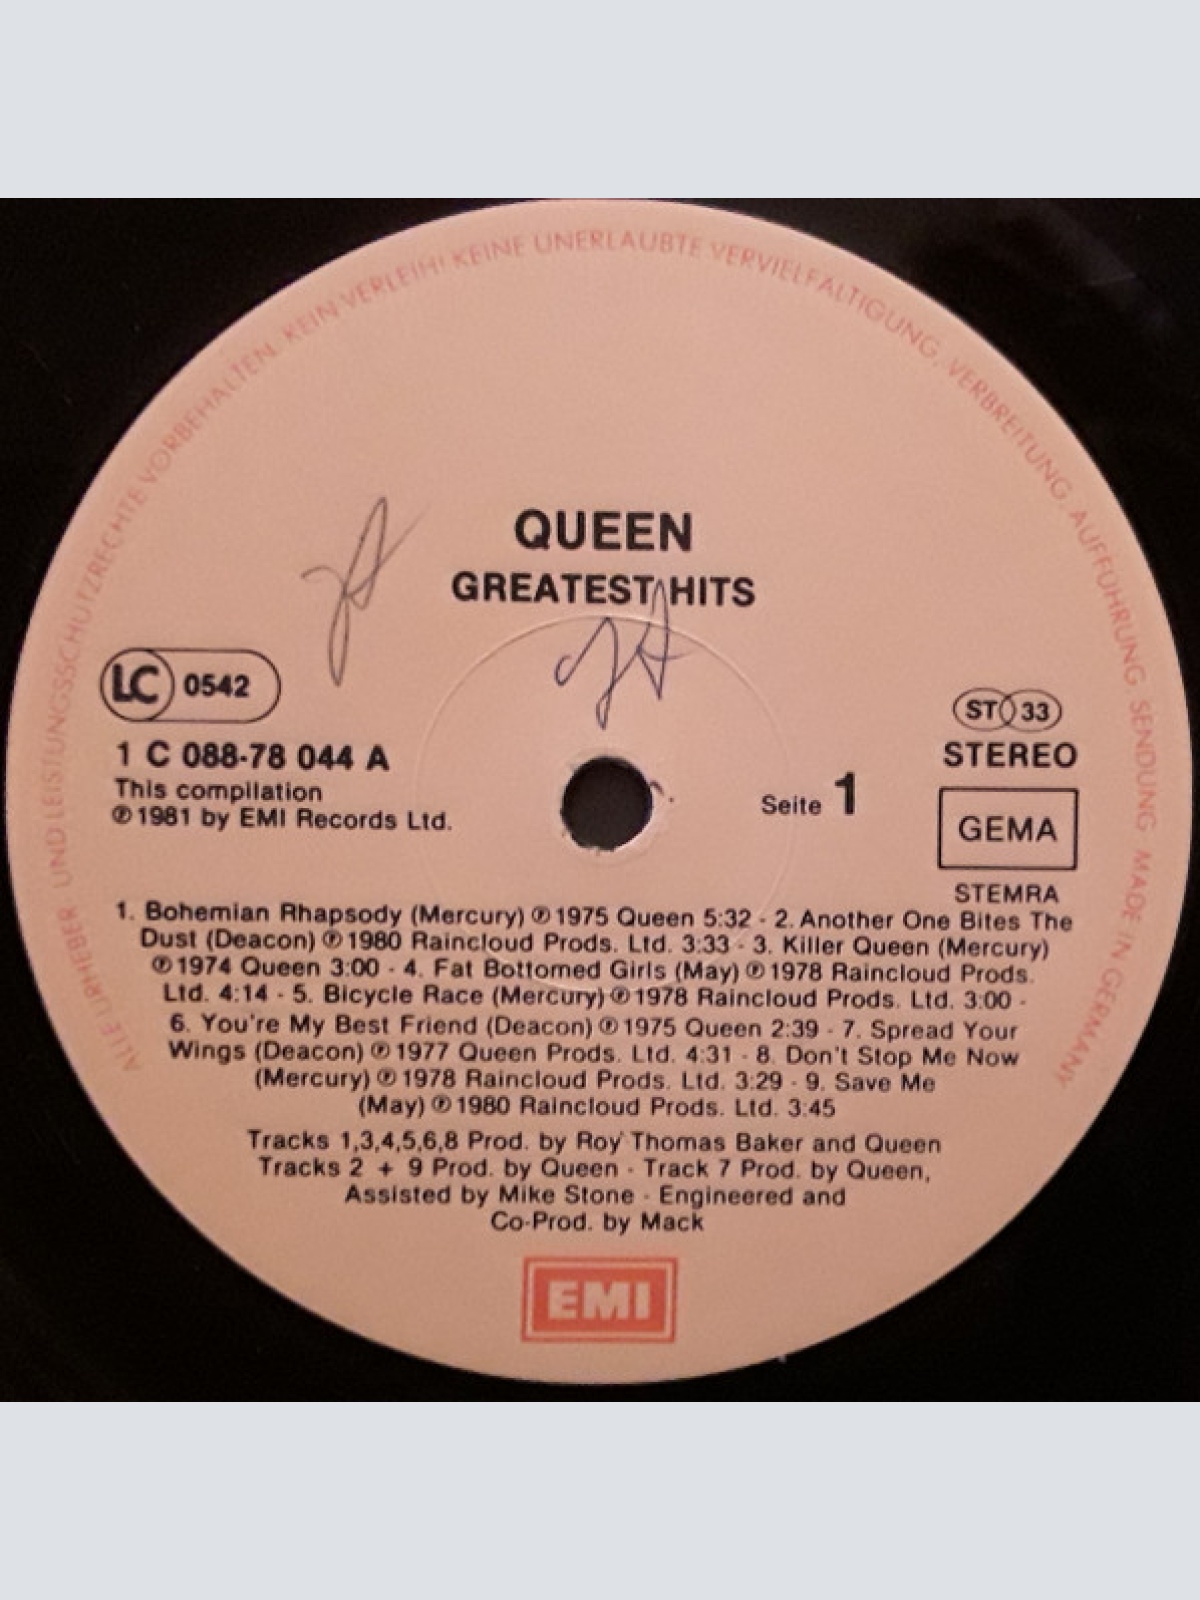 ALLE URHEBER UND LEISTUNGSSCHUTZRECHTE VORBEHALTEN. KEIN VERLEIH! KEINE UNERLAUBTE VERVIELFÄLTIGUNG, VERBREITUNG, AUFFÜHRUNG, SENDUNG MADE IN GERMANY
QUEEN
GREATEST HITS
LC 0542
1 C 088-78 044 A
This compilation
℗ 1981 by EMI Records Ltd.
ST 33
STEREO
Seite 1
GEMA
STEMRA
1. Bohemian Rhapsody (Mercury) ℗ 1975 Queen 5:32 · 2. Another One Bites The
Dust (Deacon) ℗ 1980 Raincloud Prods. Ltd. 3:33 · 3. Killer Queen (Mercury)
℗ 1974 Queen 3:00 · 4. Fat Bottomed Girls (May) ℗ 1978 Raincloud Prods.
Ltd. 4:14 · 5. Bicycle Race (Mercury) ℗ 1978 Raincloud Prods. Ltd. 3:00 ·
6. You're My Best Friend (Deacon) ℗ 1975 Queen 2:39 · 7. Spread Your
Wings (Deacon) ℗ 1977 Queen Prods. Ltd. 4:31 · 8. Don't Stop Me Now
(Mercury) ℗ 1978 Raincloud Prods. Ltd. 3:29 · 9. Save Me
(May) ℗ 1980 Raincloud Prods. Ltd. 3:45
Tracks 1,3,4,5,6,8 Prod. by Roy Thomas Baker and Queen
Tracks 2 + 9 Prod. by Queen · Track 7 Prod. by Queen,
Assisted by Mike Stone · Engineered and
Co-Prod. by Mack
EMI